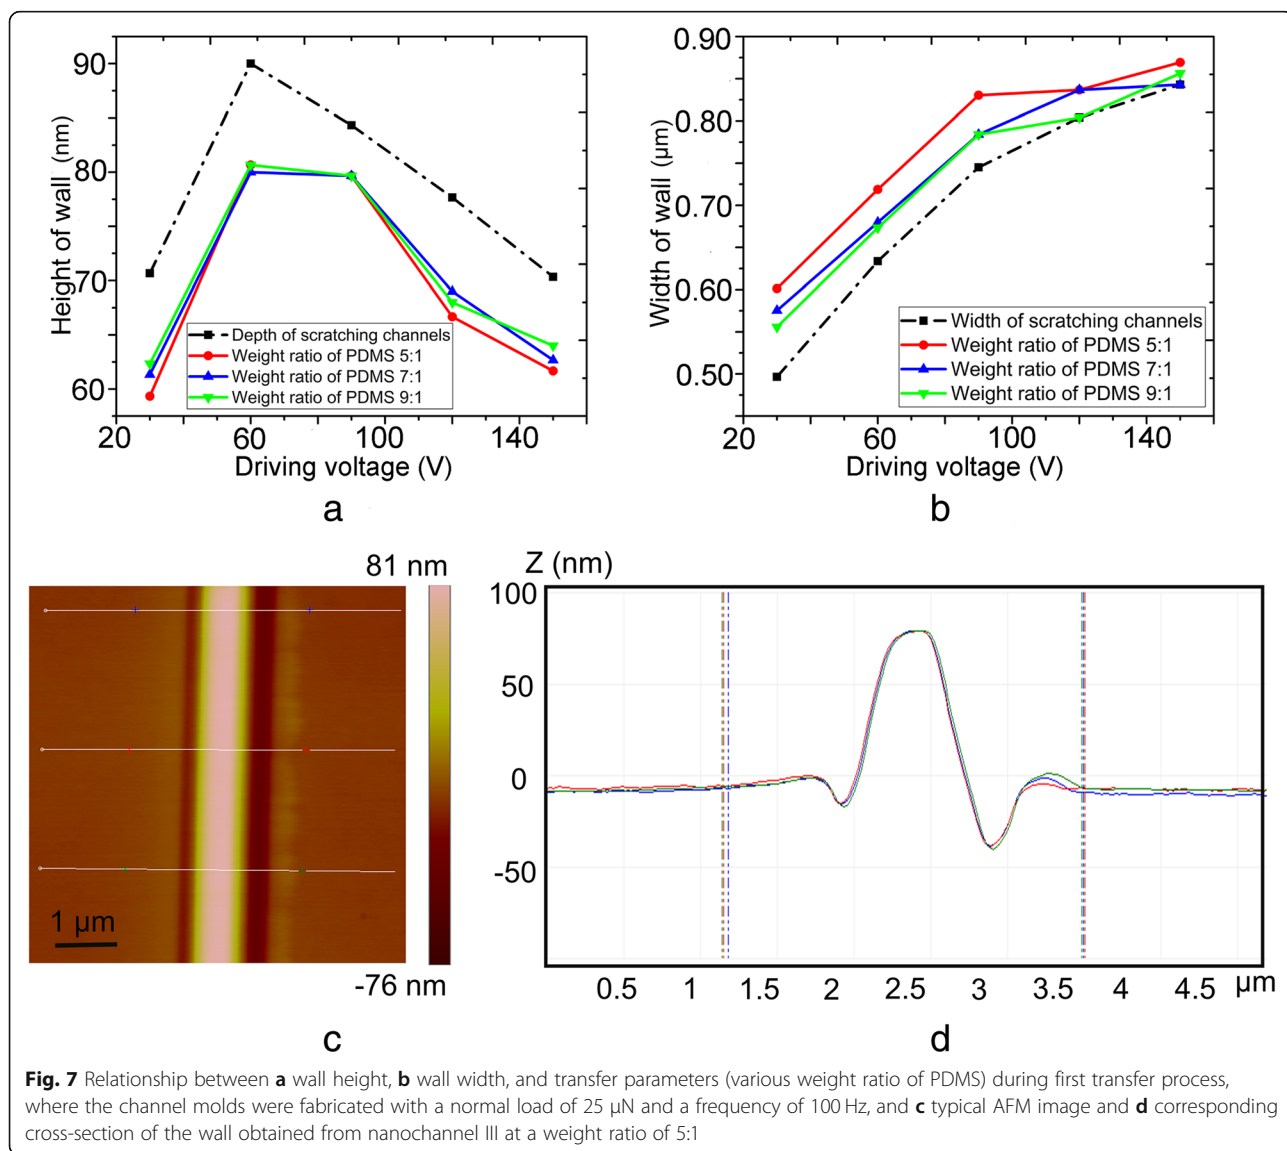 90
80
70
60
Height of wall (nm)
Depth of scratching channels
Weight ratio of PDMS 5:1
Weight ratio of PDMS 7:1
Weight ratio of PDMS 9:1
20
60
100
140
Driving voltage (V)
a
0.90
0.80
0.70
0.60
0.50
Width of wall (μm)
Width of scratching channels
Weight ratio of PDMS 5:1
Weight ratio of PDMS 7:1
Weight ratio of PDMS 9:1
20
60
100
140
Driving voltage (V)
b
81 nm
1 μm
-76 nm
c
Z (nm)
100
50
0
-50
0.5 1 1.5 2 2.5 3 3.5 4 4.5 μm
d
Fig. 7 Relationship between a wall height, b wall width, and transfer parameters (various weight ratio of PDMS) during first transfer process,
where the channel molds were fabricated with a normal load of 25 μN and a frequency of 100 Hz, and c typical AFM image and d corresponding
cross-section of the wall obtained from nanochannel III at a weight ratio of 5:1